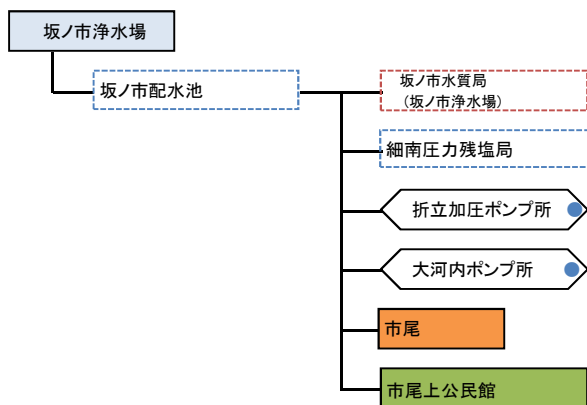 坂ノ市浄水場
坂ノ市配水池
坂ノ市水質局
(坂ノ市浄水場)
細南圧力残塩局
折立加圧ポンプ所
大河内ポンプ所
市尾
市尾上公民館